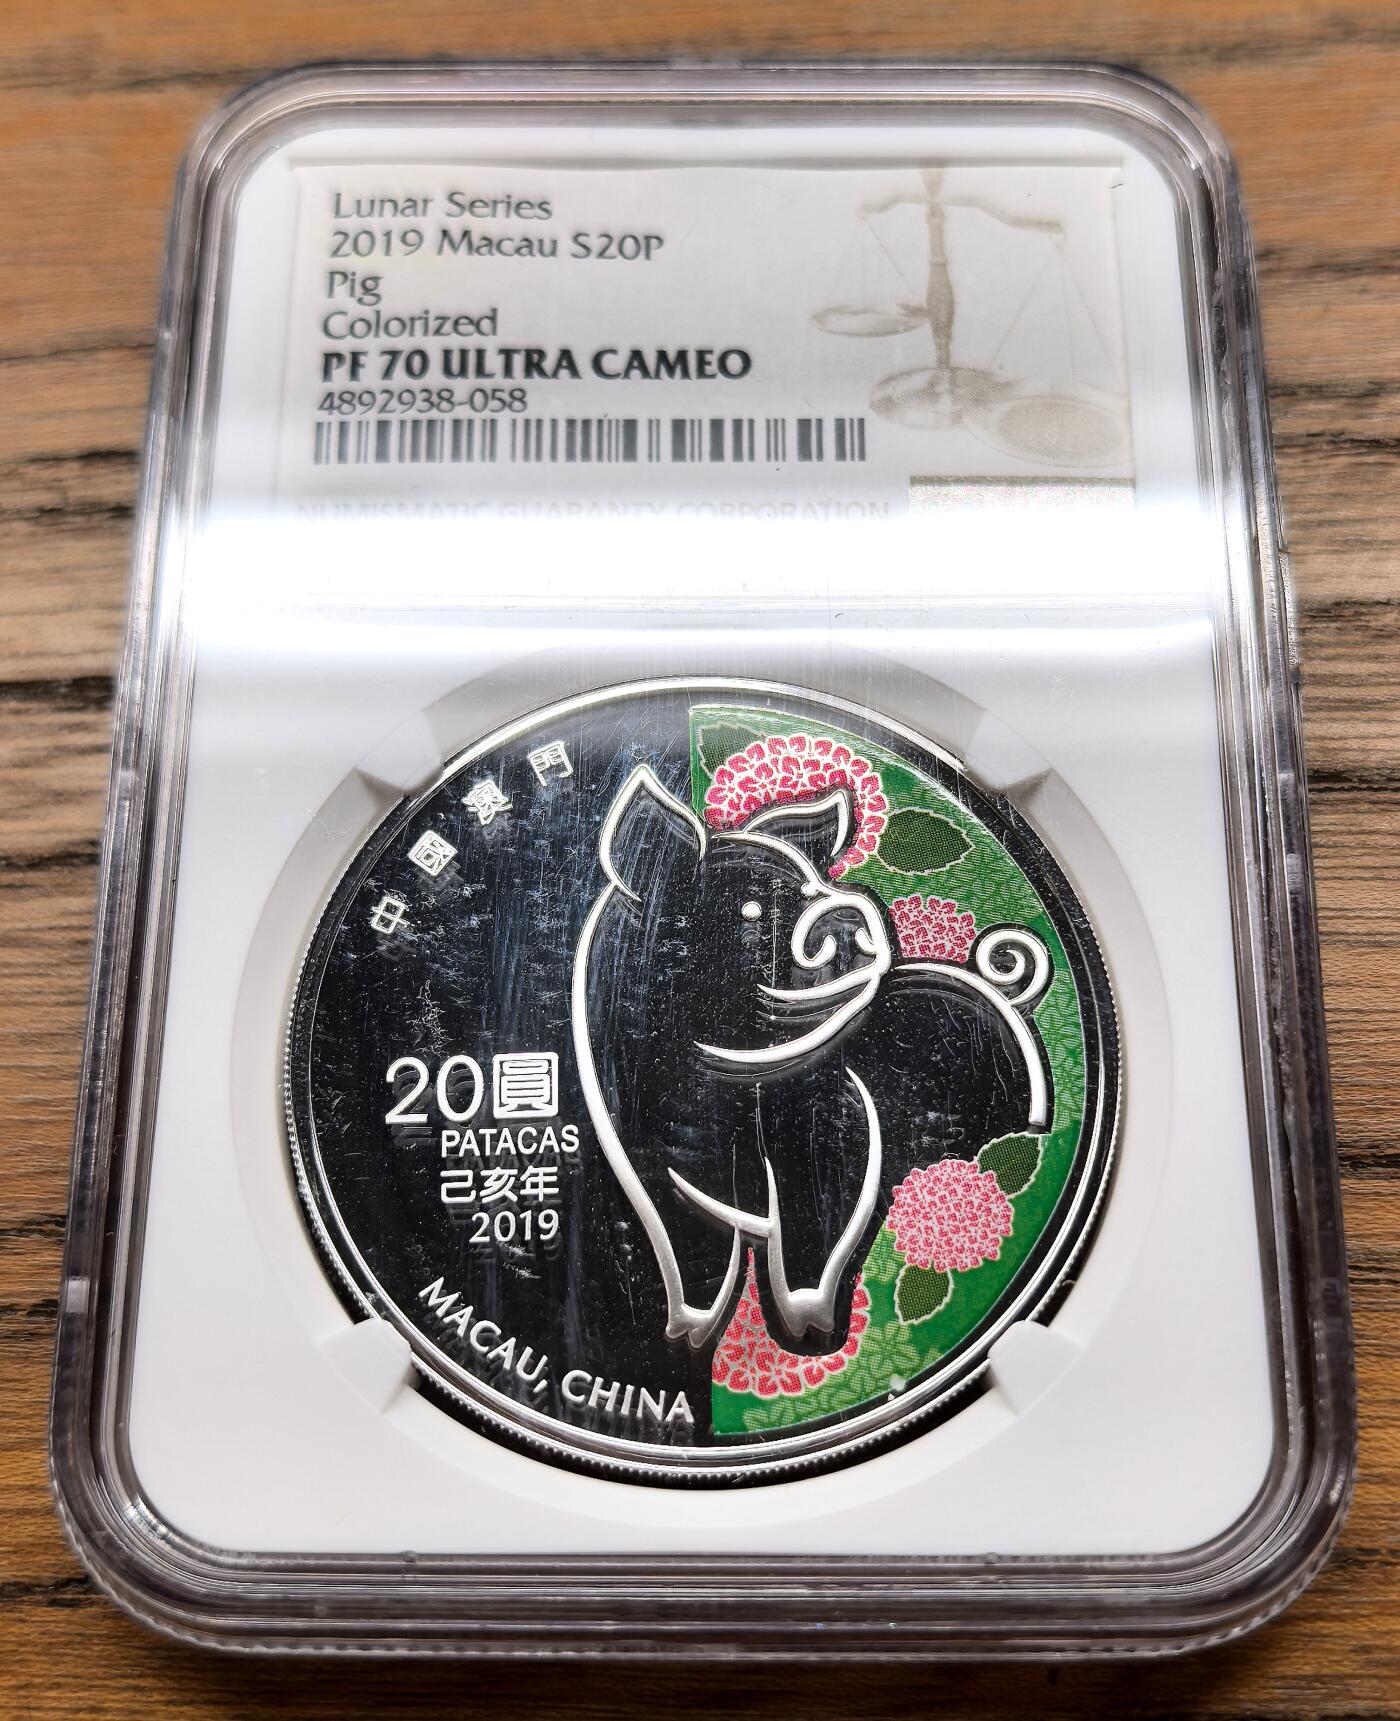 Lunar Series
2019 Macau S20P
Pig
Colorized
PF 70 ULTRA CAMEO
4892938-058
NUMISMATIC GUARANTY CORPORATION
中國澳門
20圓
PATACAS
己亥年
2019
MACAU, CHINA